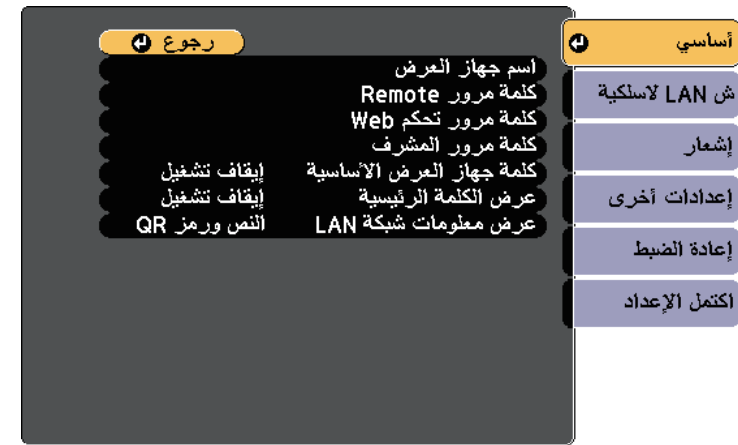 أساسي
ش LAN لاسلكية
إشعار
إعدادات أخرى
إعادة الضبط
اكتمل الإعداد
رجوع
اسم جهاز العرض
كلمة مرور Remote
كلمة مرور تحكم Web
كلمة مرور المشرف
كلمة جهاز العرض الأساسية إيقاف تشغيل
عرض الكلمة الرئيسية إيقاف تشغيل
عرض معلومات شبكة LAN النص ورمز QR